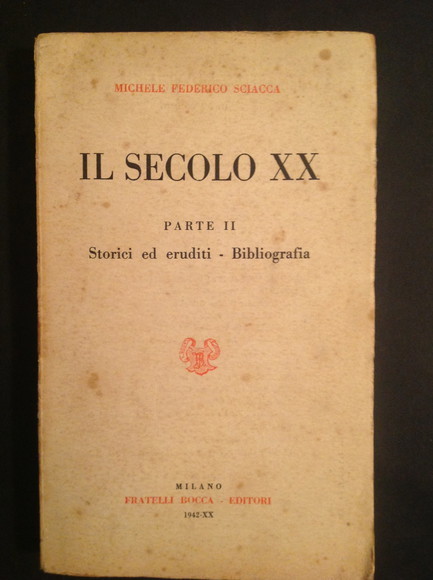 MICHELE FEDERICO SCIACCA
IL SECOLO XX
PARTE II
Storici ed eruditi - Bibliografia
MILANO
FRATELLI BOCCA - EDITORI
1942-XX